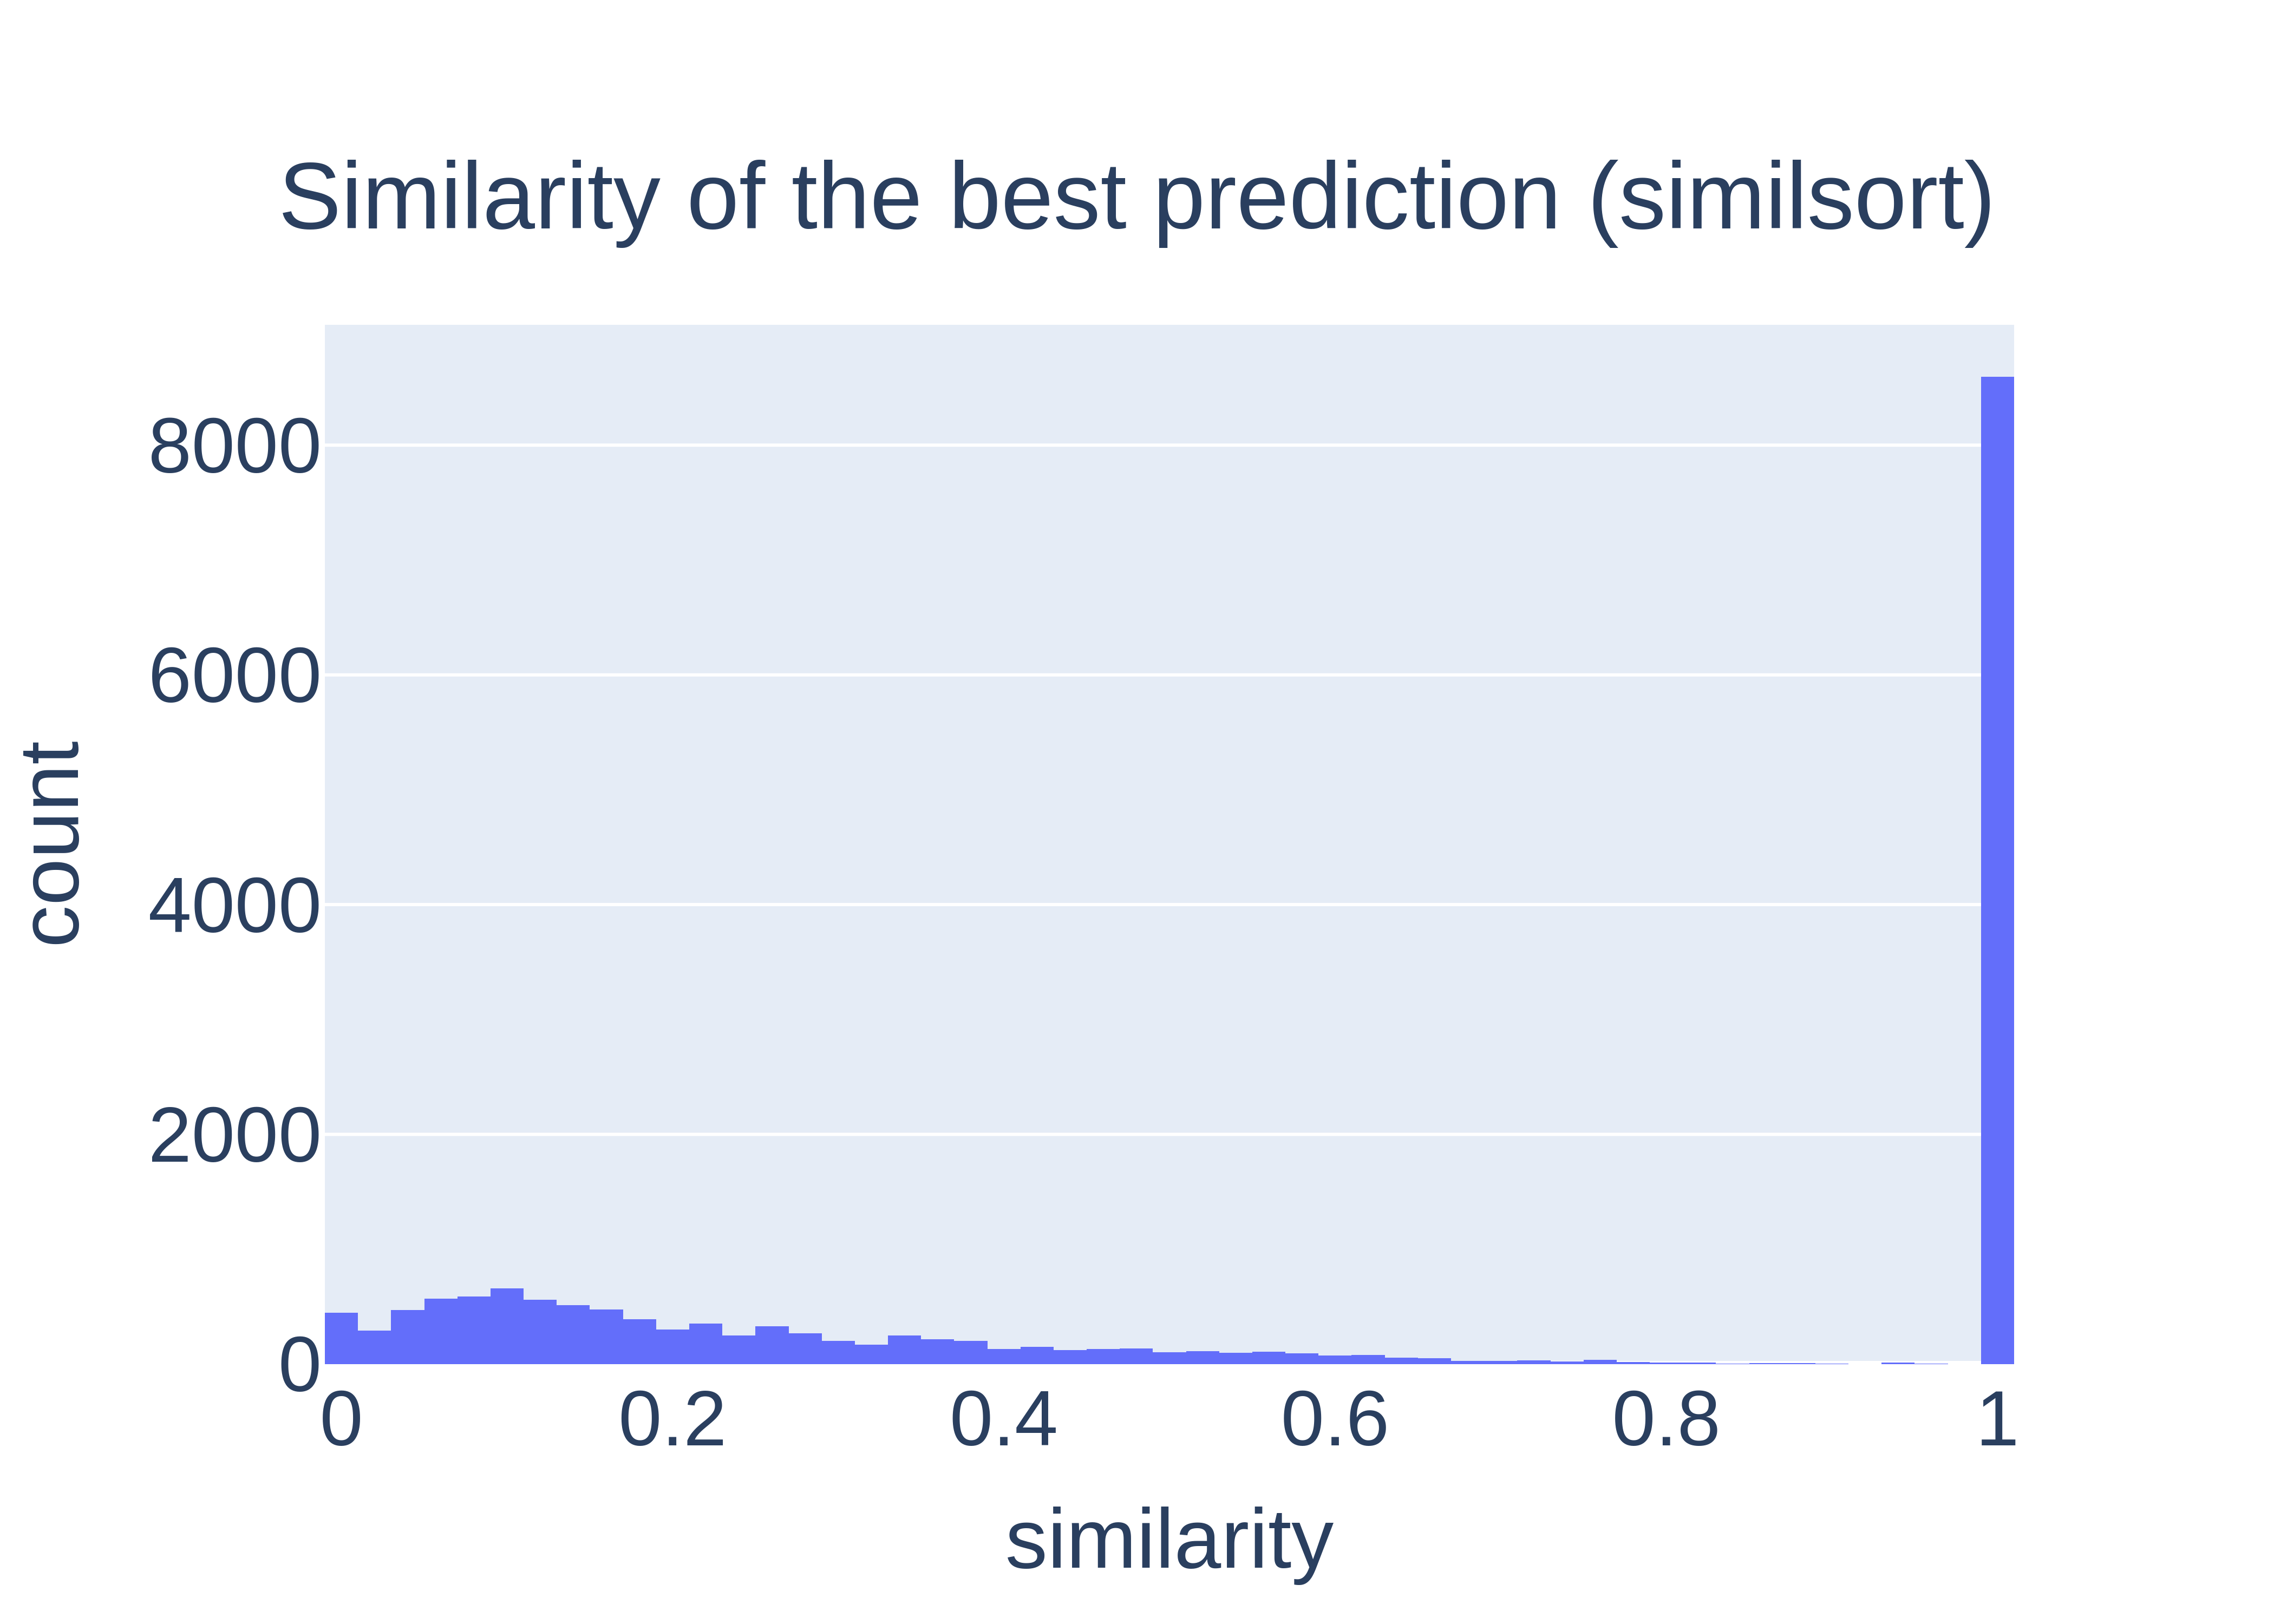 Similarity of the best prediction (similsort)
8000
6000
4000
2000
0
count
0 0.2 0.4 0.6 0.8 1
similarity